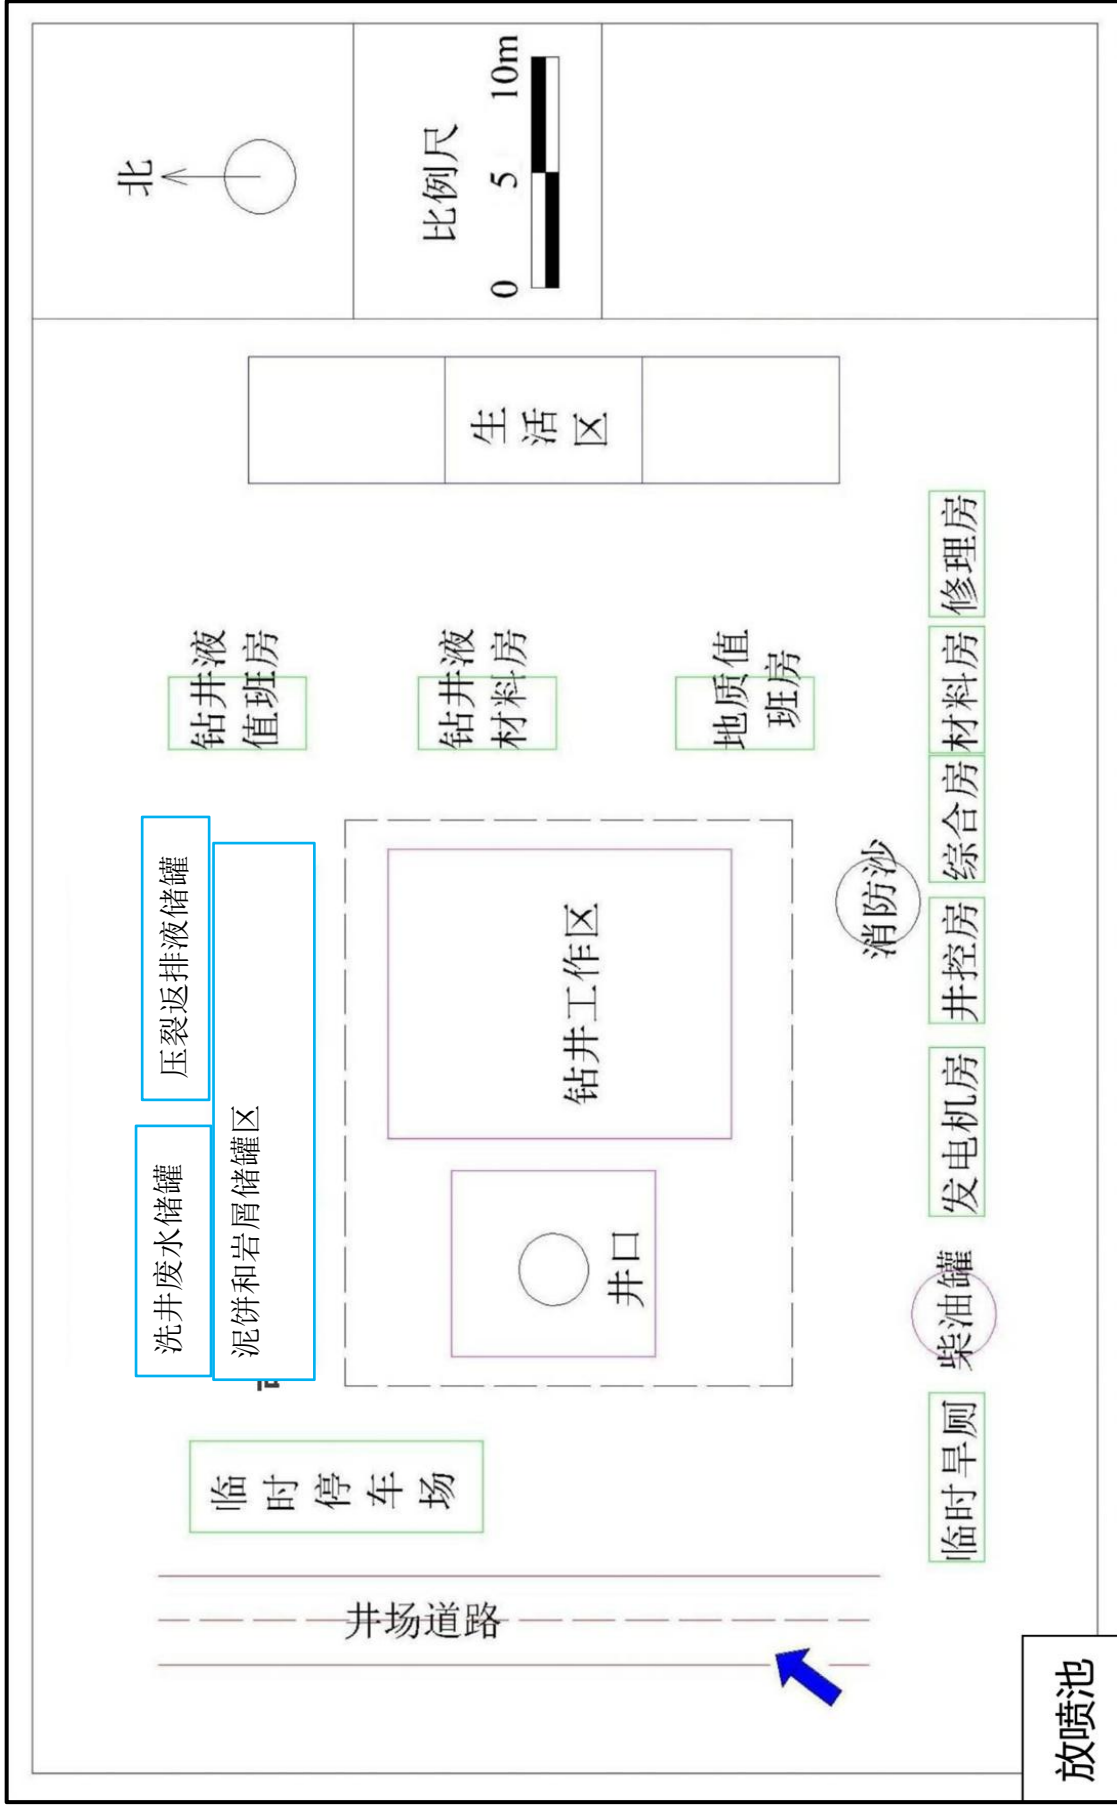 北
比例尺
0 5 10m
生活区
钻井液
值班房
钻井液
材料房
地质值
班房
压裂返排液储罐
洗井废水储罐
泥饼和岩屑储罐区
钻井工作区
井口
消防沙
修理房
材料房
综合房
井控房
发电机房
柴油罐
临时旱厕
临时停车场
井场道路
放喷池